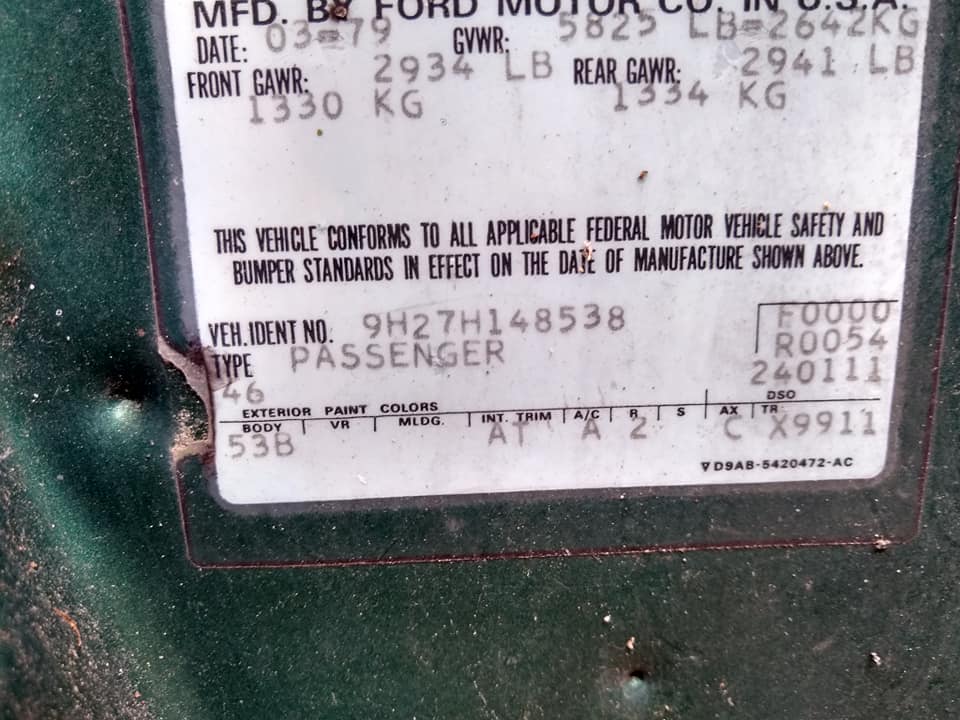 MFD. BY FORD MOTOR CO. IN U.S.A.
DATE: 03-79 GVWR: 5825 LB=2642KG
FRONT GAWR: 2934 LB REAR GAWR: 2941 LB
1330 KG 1334 KG
THIS VEHICLE CONFORMS TO ALL APPLICABLE FEDERAL MOTOR VEHICLE SAFETY AND
BUMPER STANDARDS IN EFFECT ON THE DATE OF MANUFACTURE SHOWN ABOVE.
VEH. IDENT NO. 9H27H148538 F0000
TYPE PASSENGER R0054
46 240111
EXTERIOR PAINT COLORS DSO
BODY VR MLDG. INT. TRIM A/C R S AX TR
53B AT A 2 C X9911
D9AB-5420472-AC